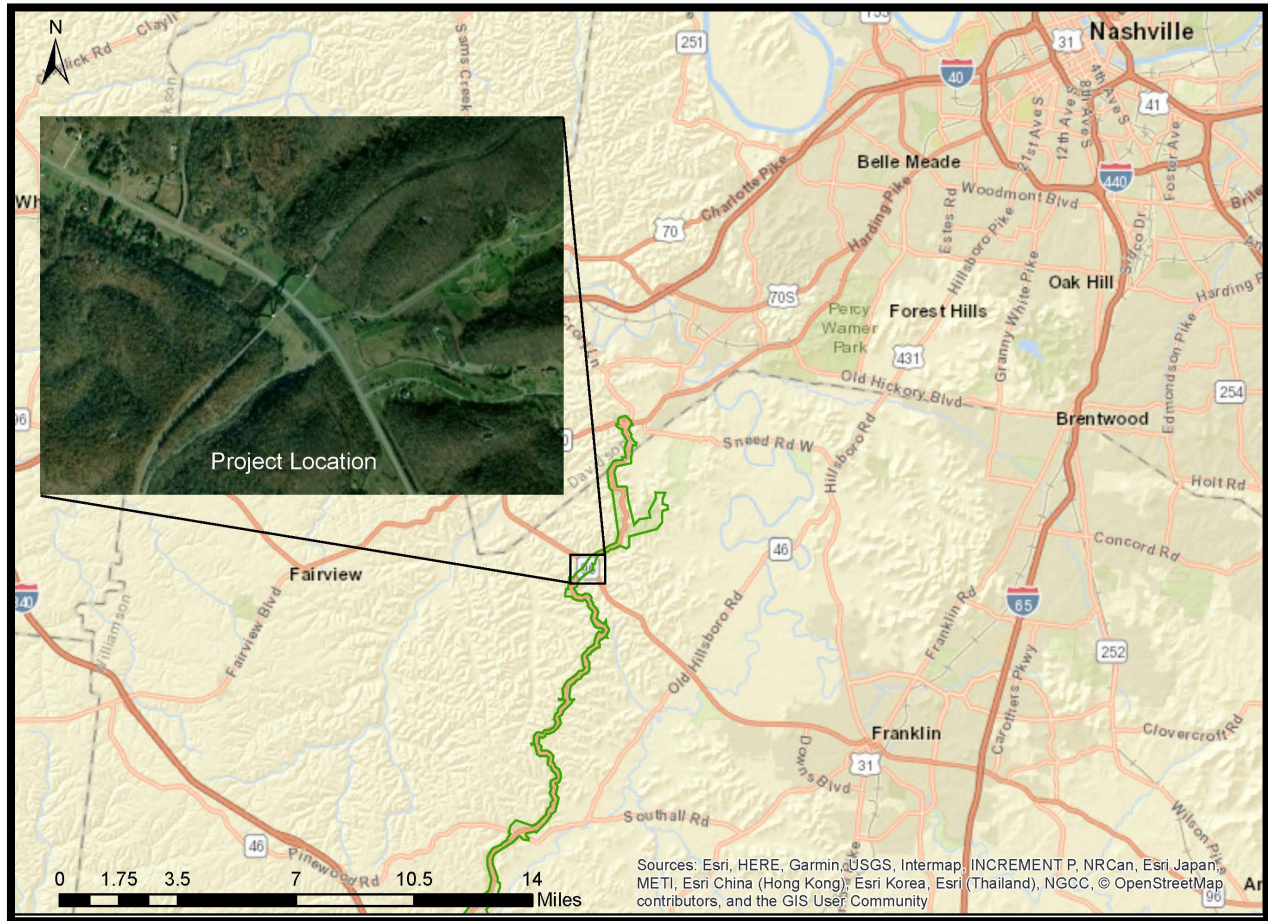 N
Nashville
31
251
40
Clayli
lick Rd
Sams Creek
41
4th Ave S
8th Ave S
12th Ave S
21st Ave S
Foster Ave
Belle Meade
440
Charlotte Pike
Woodmont Blvd
Harding Pike
Estes Rd
Hillsboro Pike
70
Sidco Dr
70S
Oak Hill
Percy
Warner
Park
Forest Hills
Granny White Pike
431
Edmondson Pike
Old Hickory Blvd
254
Brentwood
Sneed Rd W
Hillsboro Rd
Project Location
Holt Rd
46
Concord Rd
Fairview
Williamson
Fairview Blvd
65
Franklin Rd
Old Hillsboro Rd
252
Carothers Pkwy
Franklin
31
Downs Blvd
Clovercroft Rd
Southall Rd
Wilson Pike
46
Pinewood Rd
96
0 1.75 3.5 7 10.5 14
Miles
Sources: Esri, HERE, Garmin, USGS, Intermap, INCREMENT P, NRCan, Esri Japan,
METI, Esri China (Hong Kong), Esri Korea, Esri (Thailand), NGCC, © OpenStreetMap
contributors, and the GIS User Community